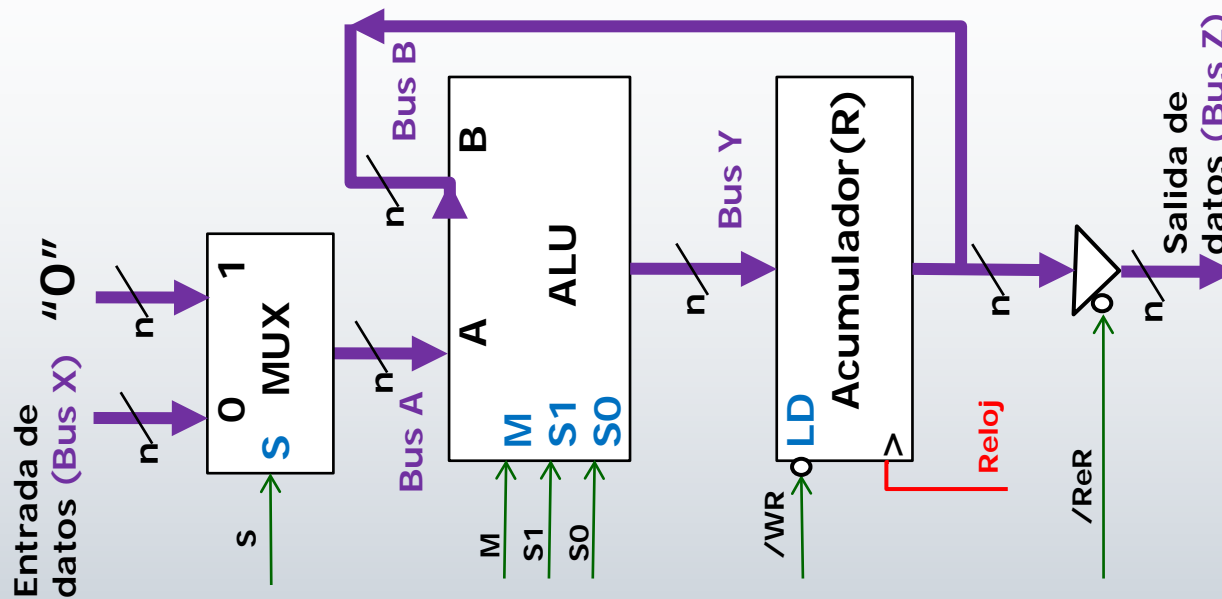 Entrada de
datos (Bus X)
"0"
n
n
0
1
S
MUX
s
n
Bus A
n
Bus B
A
B
ALU
M
S1
S0
M
S1
S0
n
Bus Y
Acumulador(R)
LD
>
/WR
Reloj
n
/ReR
n
Salida de
datos (Bus Z)